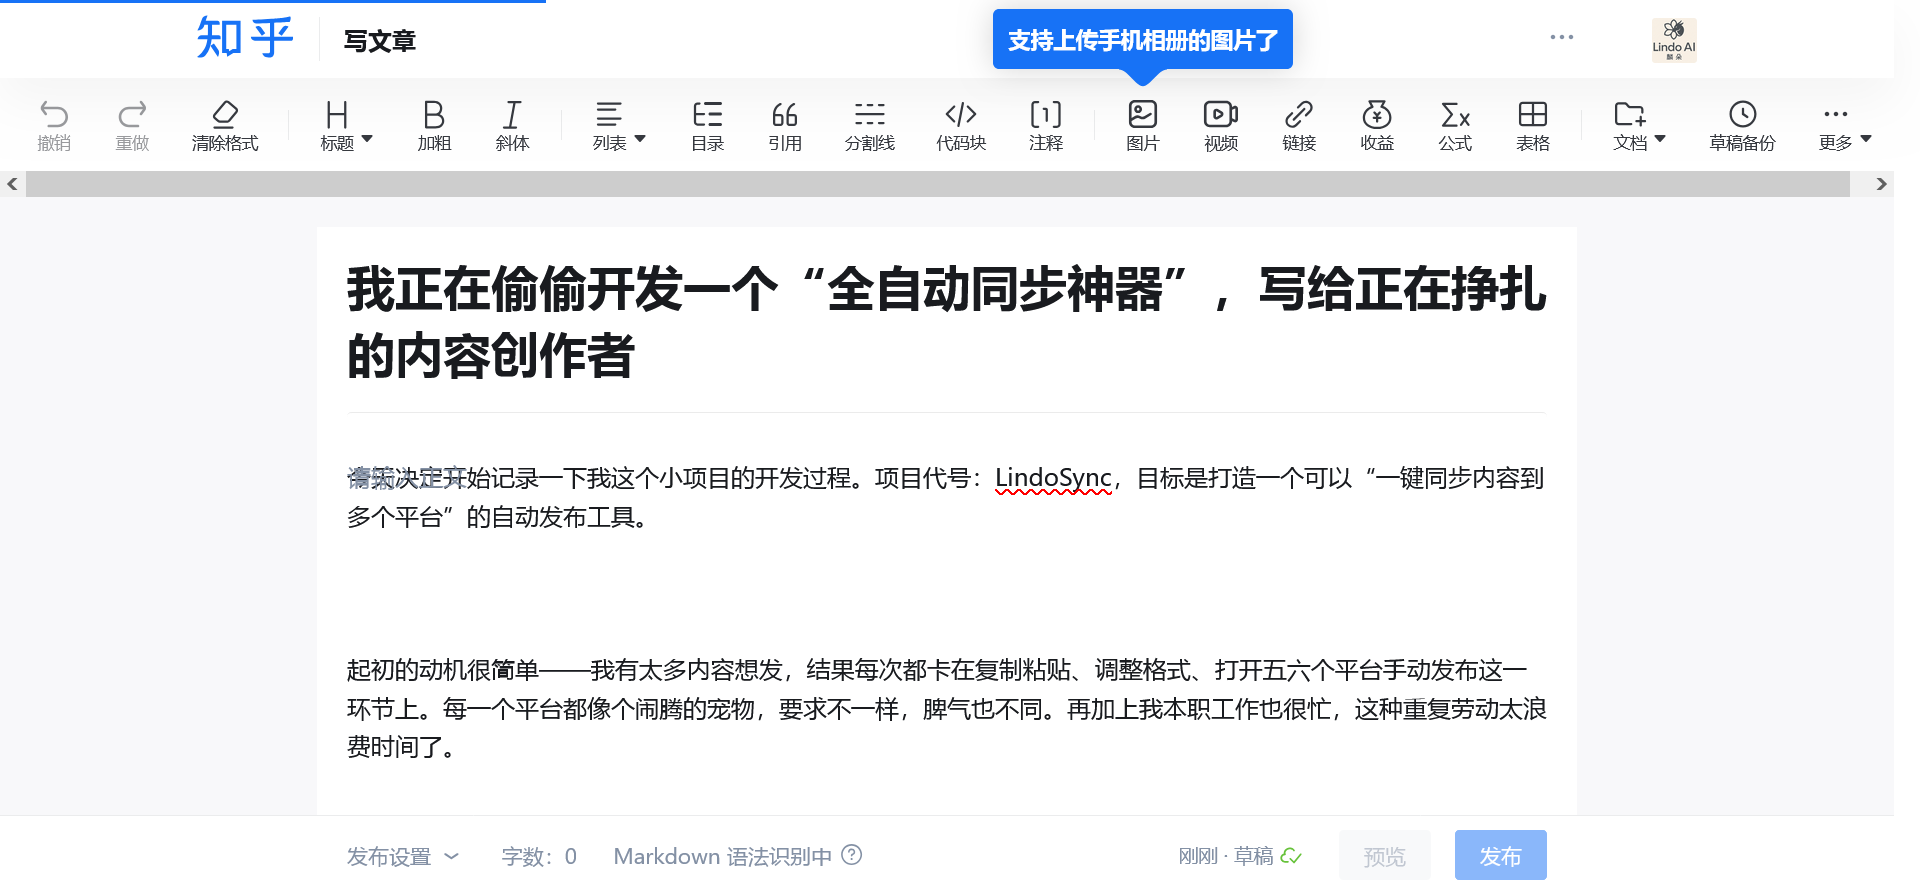 知乎
写文章
支持上传手机相册的图片了
Lindo AI
撤销 重做 清除格式 标题 加粗 斜体 列表 目录 引用 分割线 代码块 注释 图片 视频 链接 收益 公式 表格 文档 草稿备份 更多
我正在偷偷开发一个“全自动同步神器”，写给正在挣扎
的内容创作者
请输入正文
决定开始记录一下我这个小项目的开发过程。项目代号：LindoSync，目标是打造一个可以“一键同步内容到
多个平台”的自动发布工具。
起初的动机很简单——我有太多内容想发，结果每次都卡在复制粘贴、调整格式、打开五六个平台手动发布这一
环节上。每一个平台都像个闹腾的宠物，要求不一样，脾气也不同。再加上我本职工作也很忙，这种重复劳动太浪
费时间了。
发布设置 字数：0 Markdown 语法识别中 刚刚 · 草稿 预览 发布